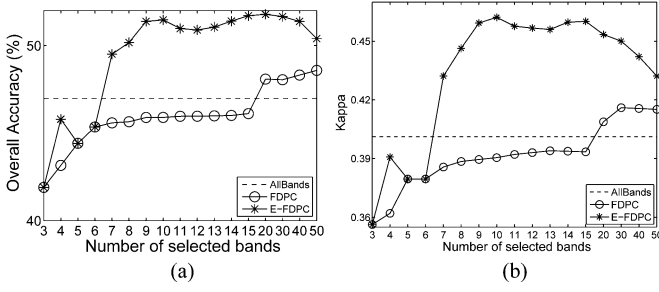 Overall Accuracy (%)
50
40
AllBands
FDPC
E-FDPC
3 4 5 6 7 8 9 10 11 12 13 14 15 20 30 40 50
Number of selected bands
(a)
Kappa
0.45
0.42
0.39
0.36
AllBands
FDPC
E-FDPC
3 4 5 6 7 8 9 10 11 12 13 14 15 20 30 40 50
Number of selected bands
(b)